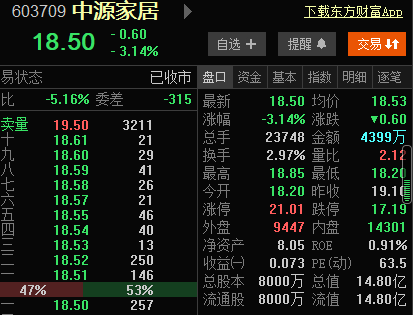 603709 中源家居 下载东方财富App
18.50 -0.60 -3.14% 自选 + 提醒 交易
易状态 已收市 盘口 资金 基本 指数 明细 逐笔
比 -5.16% 委差 -315 最新 18.50 均价 18.53
涨幅 -3.14% 涨跌 ▼0.60
卖量 19.50 3211 总手 23748 金额 4399万
十 18.61 21 换手 2.97% 量比 2.12
九 18.60 29 最高 18.85 最低 18.20
八 18.59 41 今开 18.20 昨收 19.10
七 18.58 26 涨停 21.01 跌停 17.19
六 18.57 21 外盘 9447 内盘 14301
五 18.55 46 净资产 8.05 ROE 0.91%
四 18.54 40 收益(一) 0.073 PE(动) 63.5
三 18.53 13 总股本 8000万 总值 14.80亿
二 18.52 250 流通股 8000万 流值 14.80亿
一 18.51 146
47% 53%
一 18.50 257